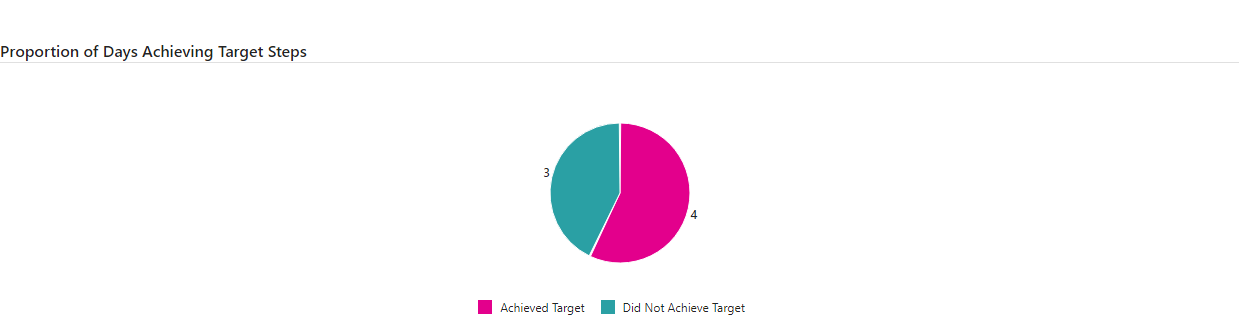 Proportion of Days Achieving Target Steps
3
4
Achieved Target Did Not Achieve Target